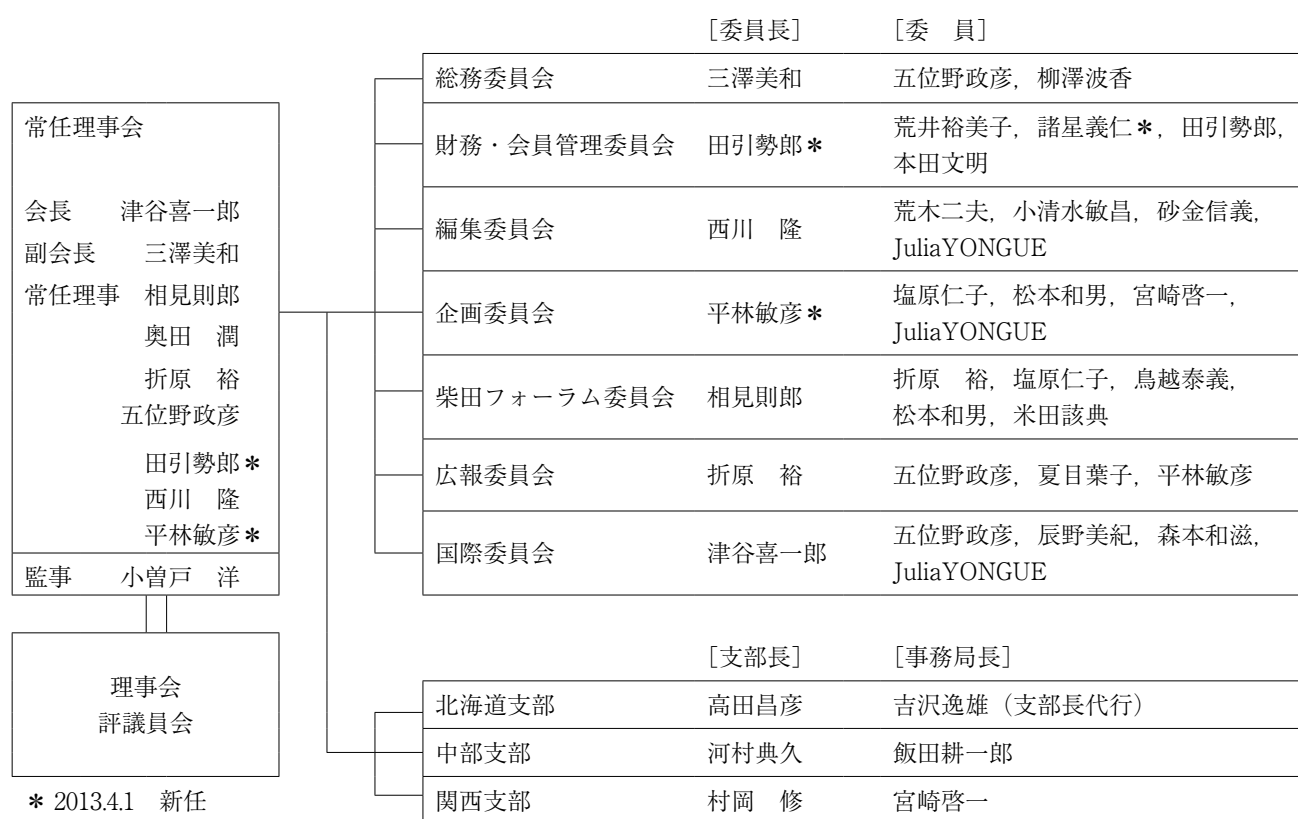 常任理事会
会長　津谷喜一郎
副会長　三澤美和
常任理事　相見則郎
奥田　潤
折原　裕
五位野政彦
田引勢郎＊
西川　隆
平林敏彦＊
監事　小曽戸　洋
理事会
評議員会
＊ 2013.4.1　新任
［委員長］　［委　員］
総務委員会　三澤美和　五位野政彦，柳澤波香
財務・会員管理委員会　田引勢郎＊　荒井裕美子，諸星義仁＊，田引勢郎，
本田文明
編集委員会　西川　隆　荒木二夫，小清水敏昌，砂金信義，
JuliaYONGUE
企画委員会　平林敏彦＊　塩原仁子，松本和男，宮崎啓一，
JuliaYONGUE
柴田フォーラム委員会　相見則郎　折原　裕，塩原仁子，鳥越泰義，
松本和男，米田該典
広報委員会　折原　裕　五位野政彦，夏目葉子，平林敏彦
国際委員会　津谷喜一郎　五位野政彦，辰野美紀，森本和滋，
JuliaYONGUE
［支部長］　［事務局長］
北海道支部　高田昌彦　吉沢逸雄（支部長代行）
中部支部　河村典久　飯田耕一郎
関西支部　村岡　修　宮崎啓一